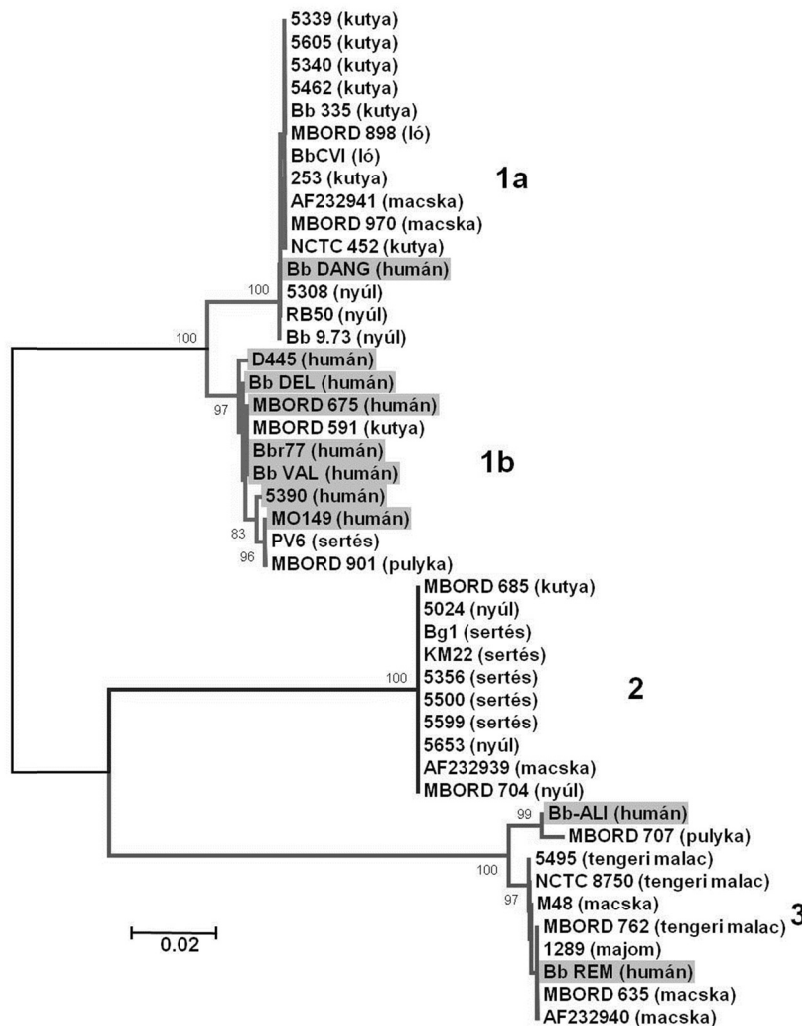 5339 (kutya)
5605 (kutya)
5340 (kutya)
5462 (kutya)
Bb 335 (kutya)
MBORD 898 (ló)
BbCVI (ló)
253 (kutya)
1a
AF232941 (macska)
MBORD 970 (macska)
NCTC 452 (kutya)
Bb DANG (humán)
100
5308 (nyúl)
RB50 (nyúl)
100
Bb 9.73 (nyúl)
D445 (humán)
Bb DEL (humán)
97
MBORD 675 (humán)
MBORD 591 (kutya)
Bbr77 (humán)
1b
Bb VAL (humán)
5390 (humán)
MO149 (humán)
83
PV6 (sertés)
96
MBORD 901 (pulyka)
MBORD 685 (kutya)
5024 (nyúl)
Bg1 (sertés)
KM22 (sertés)
100
5356 (sertés)
2
5500 (sertés)
5599 (sertés)
5653 (nyúl)
AF232939 (macska)
MBORD 704 (nyúl)
99
Bb-ALI (humán)
MBORD 707 (pulyka)
100
5495 (tengeri malac)
NCTC 8750 (tengeri malac)
97
M48 (macska)
3
MBORD 762 (tengeri malac)
1289 (majom)
Bb REM (humán)
MBORD 635 (macska)
AF232940 (macska)
0.02